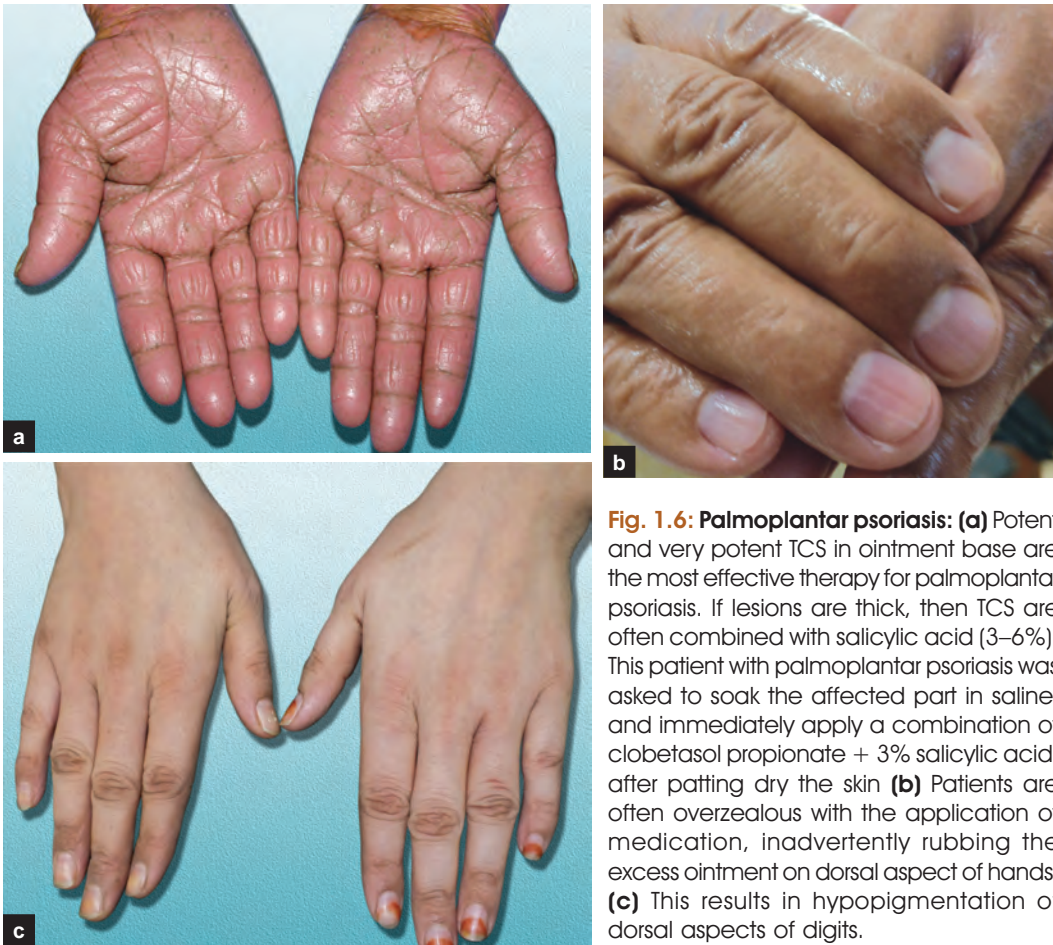 a
b
c
Fig. 1.6: Palmoplantar psoriasis: (a) Potent
and very potent TCS in ointment base are
the most effective therapy for palmoplanta
psoriasis. If lesions are thick, then TCS are
often combined with salicylic acid (3–6%)
This patient with palmoplantar psoriasis was
asked to soak the affected part in saline
and immediately apply a combination o
clobetasol propionate + 3% salicylic acid
after patting dry the skin (b) Patients are
often overzealous with the application o
medication, inadvertently rubbing the
excess ointment on dorsal aspect of hands
(c) This results in hypopigmentation o
dorsal aspects of digits.